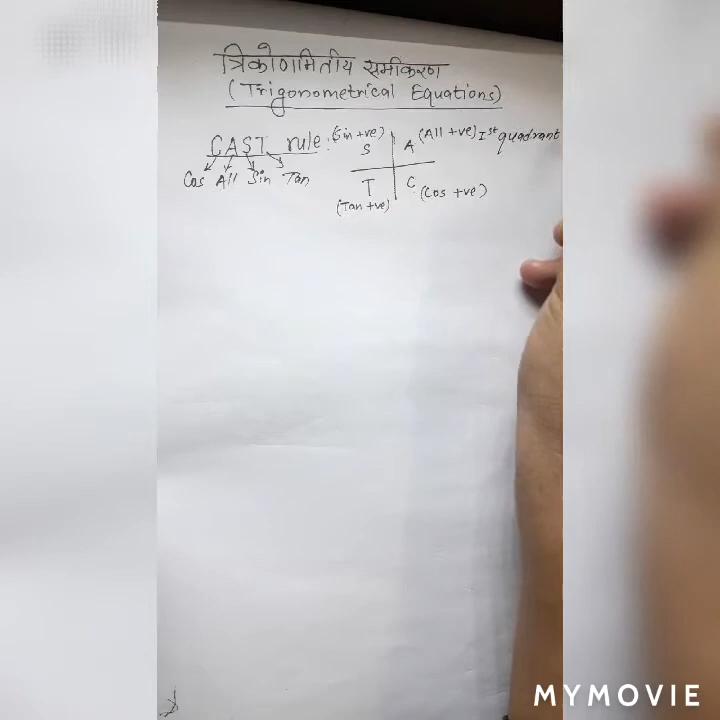 त्रिकोणमितीय समीकरण
(Trigonometrical Equations)
CAST rule :
Cos All Sin Tan
(Sin +ve) S A (All +ve) Ist quadrant
T C (Cos +ve)
(Tan +ve)
MYMOVIE